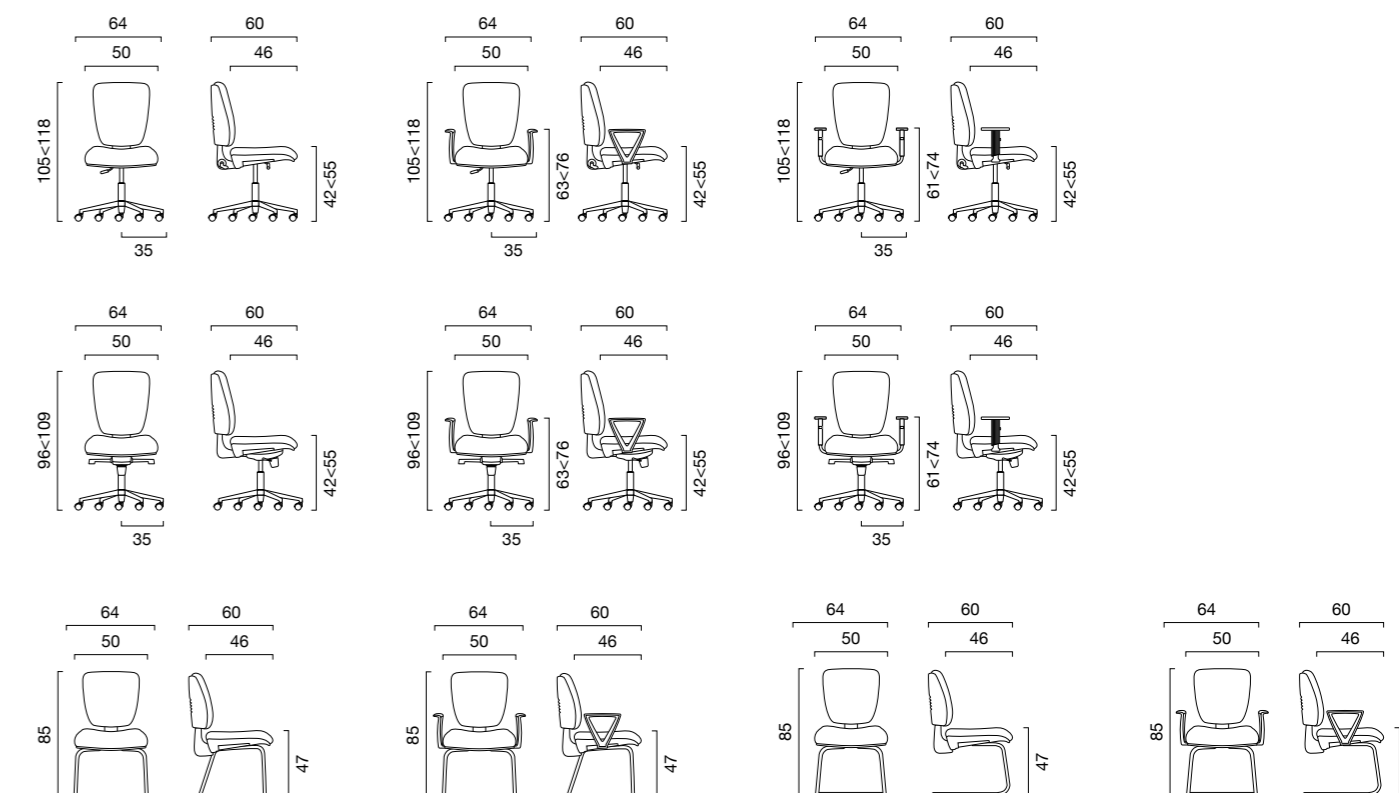 64 60 64 60 64 60
50 46 50 46 50 46
105<118 42<55 105<118 63<76 42<55 105<118 61<74 42<55
35 35 35
64 60 64 60 64 60
50 46 50 46 50 46
96<109 42<55 96<109 63<76 42<55 96<109 61<74 42<55
35 35 35
64 60 64 60 64 60 64 60
50 46 50 46 50 46 50 46
85 47 85 47 85 47 85